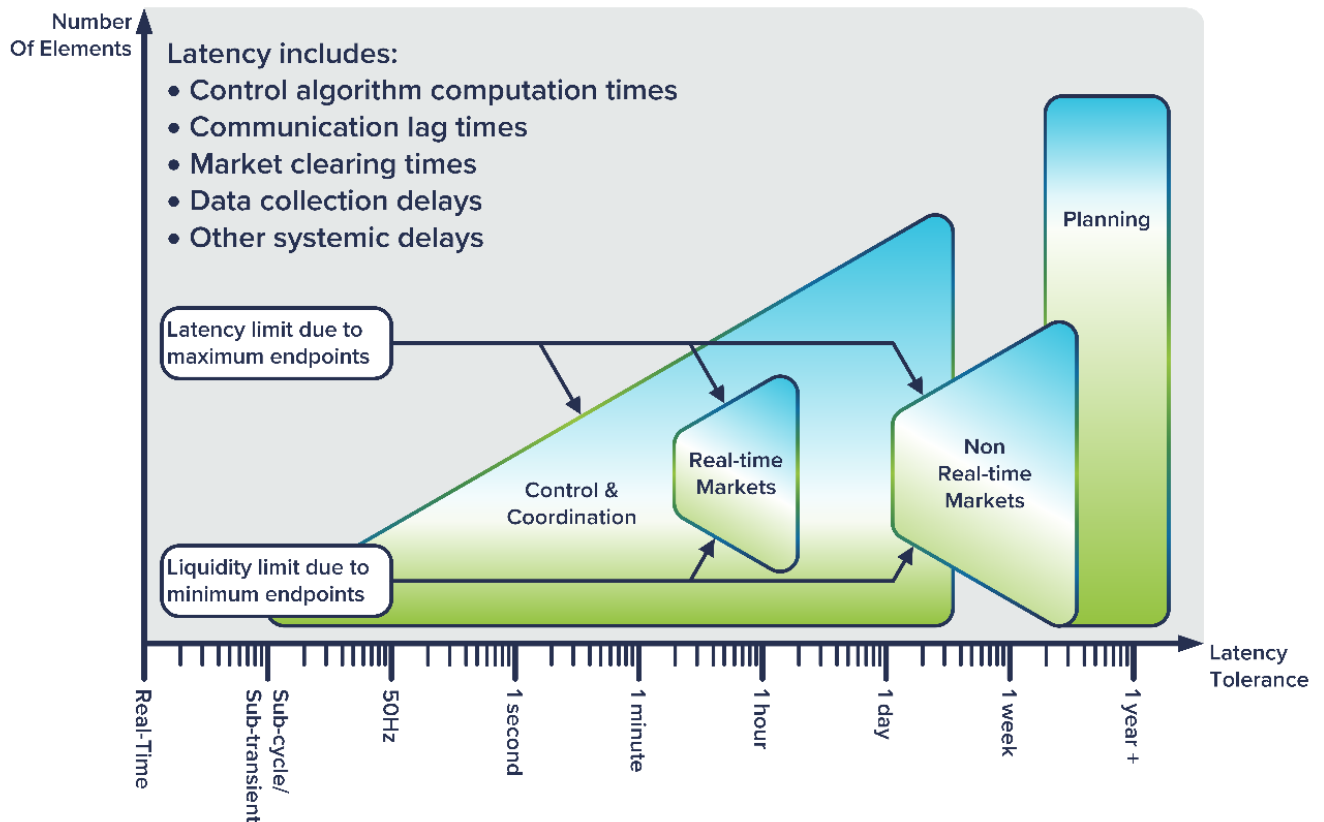 Number
Of Elements
Latency includes:
• Control algorithm computation times
• Communication lag times
• Market clearing times
• Data collection delays
• Other systemic delays
Planning
Latency limit due to
maximum endpoints
Real-time
Markets
Non
Real-time
Markets
Control &
Coordination
Liquidity limit due to
minimum endpoints
Latency
Tolerance
Real-Time
Sub-cycle/
Sub-transient
50Hz
1 second
1 minute
1 hour
1 day
1 week
1 year +